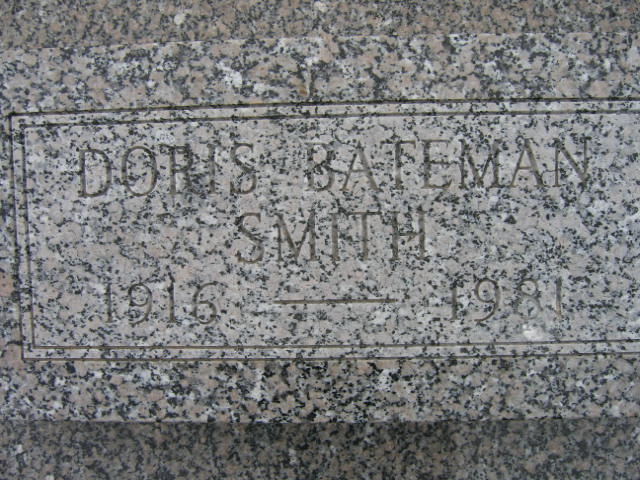 DORIS BATEMAN
SMITH
1916 — 1981